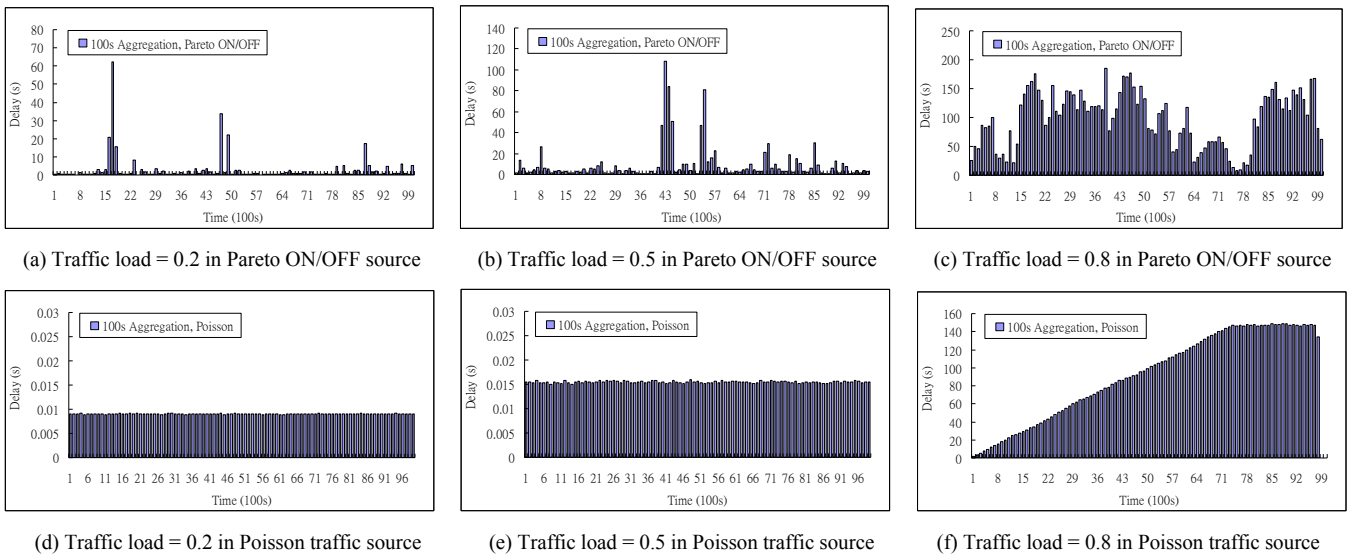 80
70
60
50
40
30
20
10
0
Delay (s)
100s Aggregation, Pareto ON/OFF
1 8 15 22 29 36 43 50 57 64 71 78 85 92 99
Time (100s)
(a) Traffic load = 0.2 in Pareto ON/OFF source
140
120
100
80
60
40
20
0
Delay (s)
100s Aggregation, Pareto ON/OFF
1 8 15 22 29 36 43 50 57 64 71 78 85 92 99
Time (100s)
(b) Traffic load = 0.5 in Pareto ON/OFF source
250
200
150
100
50
0
Delay (s)
100s Aggregation, Pareto ON/OFF
1 8 15 22 29 36 43 50 57 64 71 78 85 92 99
Time (100s)
(c) Traffic load = 0.8 in Pareto ON/OFF source
0.03
0.025
0.02
0.015
0.01
0.005
0
Delay (s)
100s Aggregation, Poisson
1 6 11 16 21 26 31 36 41 46 51 56 61 66 71 76 81 86 91 96
Time (100s)
(d) Traffic load = 0.2 in Poisson traffic source
0.03
0.025
0.02
0.015
0.01
0.005
0
Delay (s)
100s Aggregation, Poisson
1 6 11 16 21 26 31 36 41 46 51 56 61 66 71 76 81 86 91 96
Time (100s)
(e) Traffic load = 0.5 in Poisson traffic source
160
140
120
100
80
60
40
20
0
Delay (s)
100s Aggregation, Poisson
1 8 15 22 29 36 43 50 57 64 71 78 85 92 99
Time (100s)
(f) Traffic load = 0.8 in Poisson traffic source